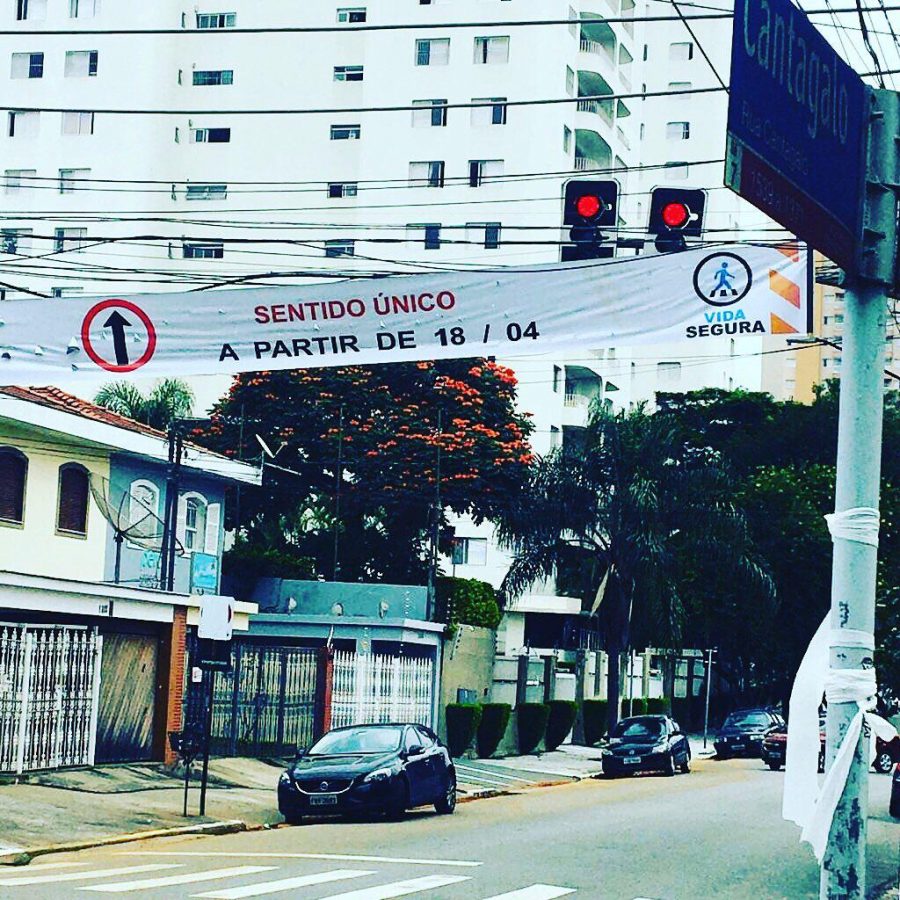 Cantagalo
SENTIDO ÚNICO
A PARTIR DE 18 / 04
VIDA
SEGURA